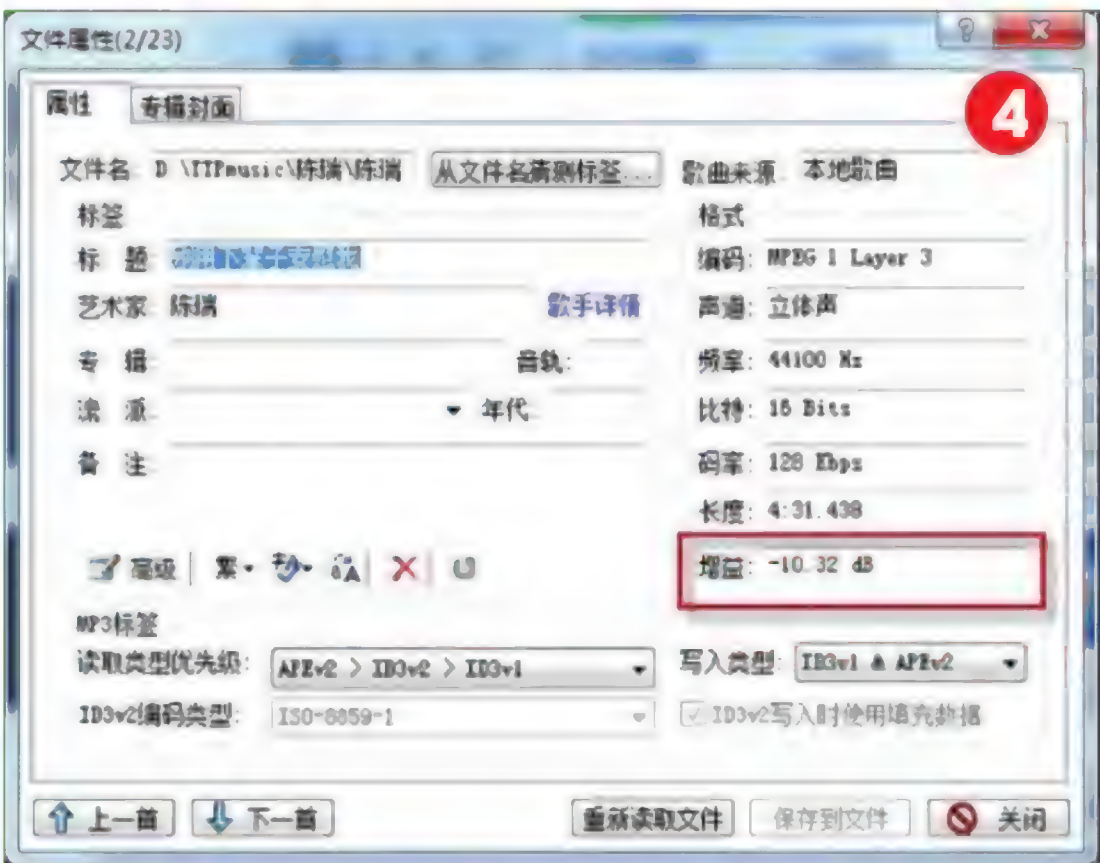 文件属性(2/23)
4
属性 专辑封面
文件名: D:\TTPmusic\陈瑞\陈瑞 从文件名猜测标签... 歌曲来源: 本地歌曲
标签 格式
标 题: 编码: MPEG 1 Layer 3
艺术家: 陈瑞 歌手详情 声道: 立体声
专 辑: 音轨: 频率: 44100 Hz
流 派: 年代: 比特: 16 Bits
备 注: 码率: 128 Kbps
长度: 4:31.438
高级 繁 增益: -10.32 dB
MP3标签
读取类型优先级: APEv2 > ID3v2 > ID3v1 写入类型: ID3v1 & APEv2
ID3v2编码类型: ISO-8859-1 ID3v2写入时使用填充数据
上一首 下一首 重新读取文件 保存到文件 关闭